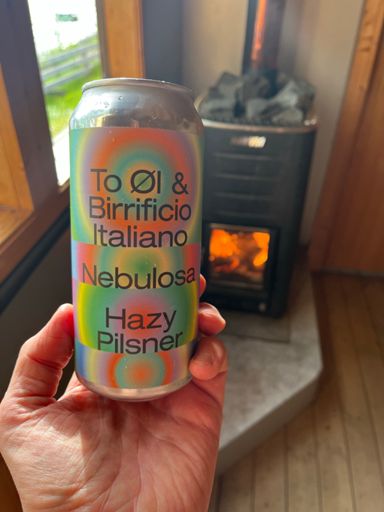 To Øl &
Birrificio
Italiano
Nebulosa
Hazy
Pilsner